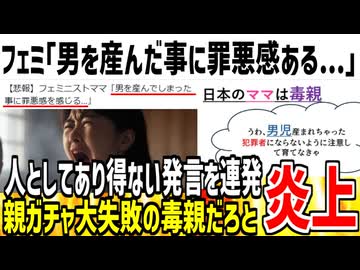 フェミ「男を産んだ事に罪悪感ある...」
【悲報】フェミニストママ「男を産んでしまった
事に罪悪感を感じる...」
日本のママは毒親
うわ、男児産まれちゃった
犯罪者にならないように注意し
て育てなきゃ
人としてあり得ない発言を連発
親ガチャ大失敗の毒親だろと
炎上